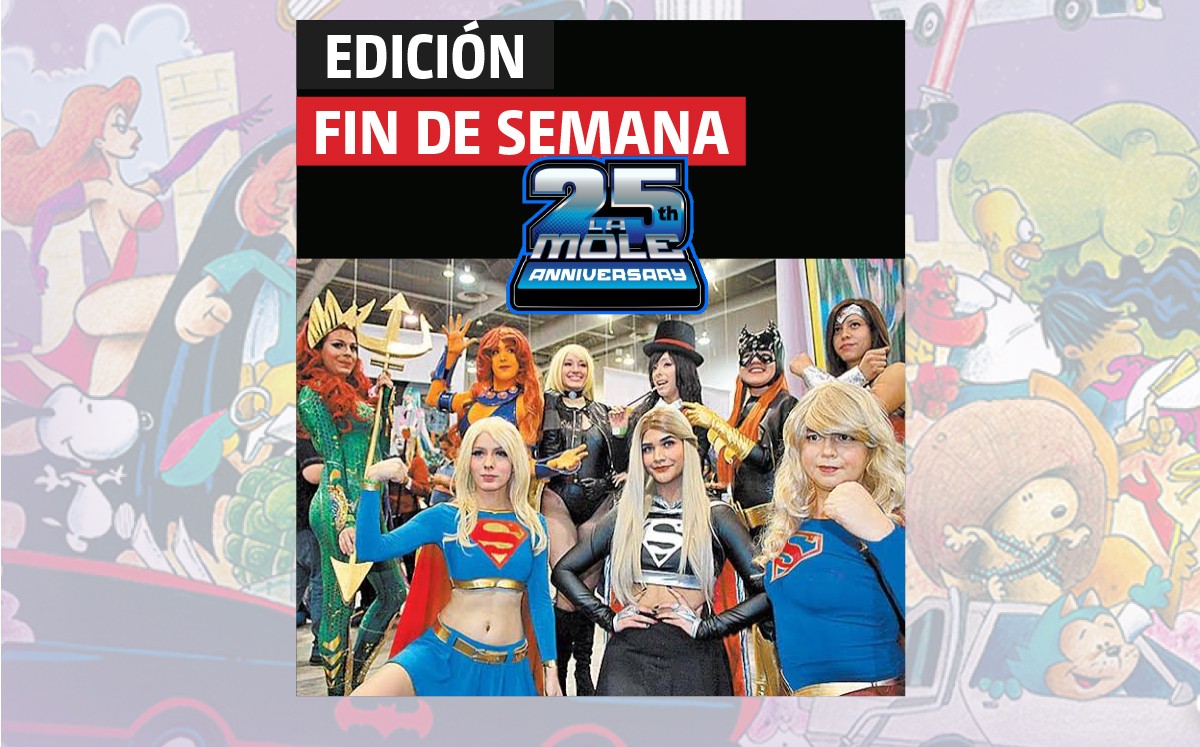 EDICIÓN
FIN DE SEMANA
25th
LA
MOLE
ANNIVERSARY
S
S
S